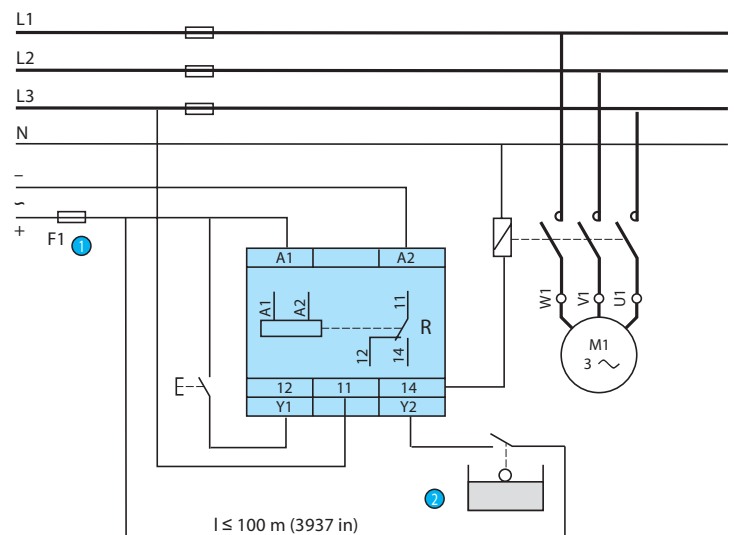 L1
L2
L3
N
−
~
+
F1
1
A1 A2
A1 A2 11
R
12 14
12 11 14
Y1 Y2
W1 V1 U1
M1
3 ~
2
l ≤ 100 m (3937 in)